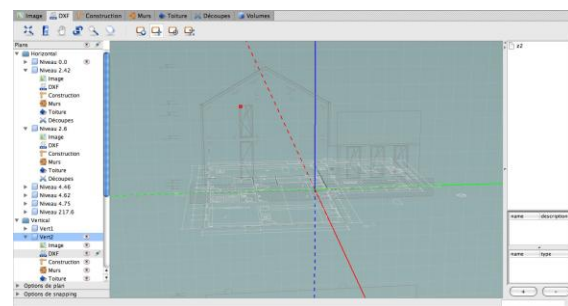 Image DXF Construction Murs Toiture Découpes Volumes
Plans
Horizontal
Niveau 0.0
Niveau 2.42
Image
DXF
Construction
Murs
Toiture
Découpes
Niveau 2.6
Image
DXF
Construction
Murs
Toiture
Découpes
Niveau 4.46
Niveau 4.62
Niveau 4.75
Niveau 217.6
Vertical
Vert1
Vert2
Image
DXF
Construction
Murs
Toiture
Options de plan
Options de snapping
z2
name description
name type